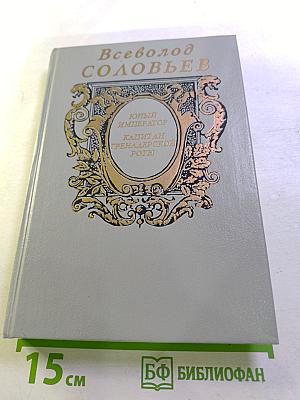 Всеволод
СОЛОВЬЕВ
ЮНЫЙ
ИМПЕРАТОР
КАПИТАН
ГРЕНАДЕРСКОЙ
РОТЫ
15 см
БФ БИБЛИОФАН